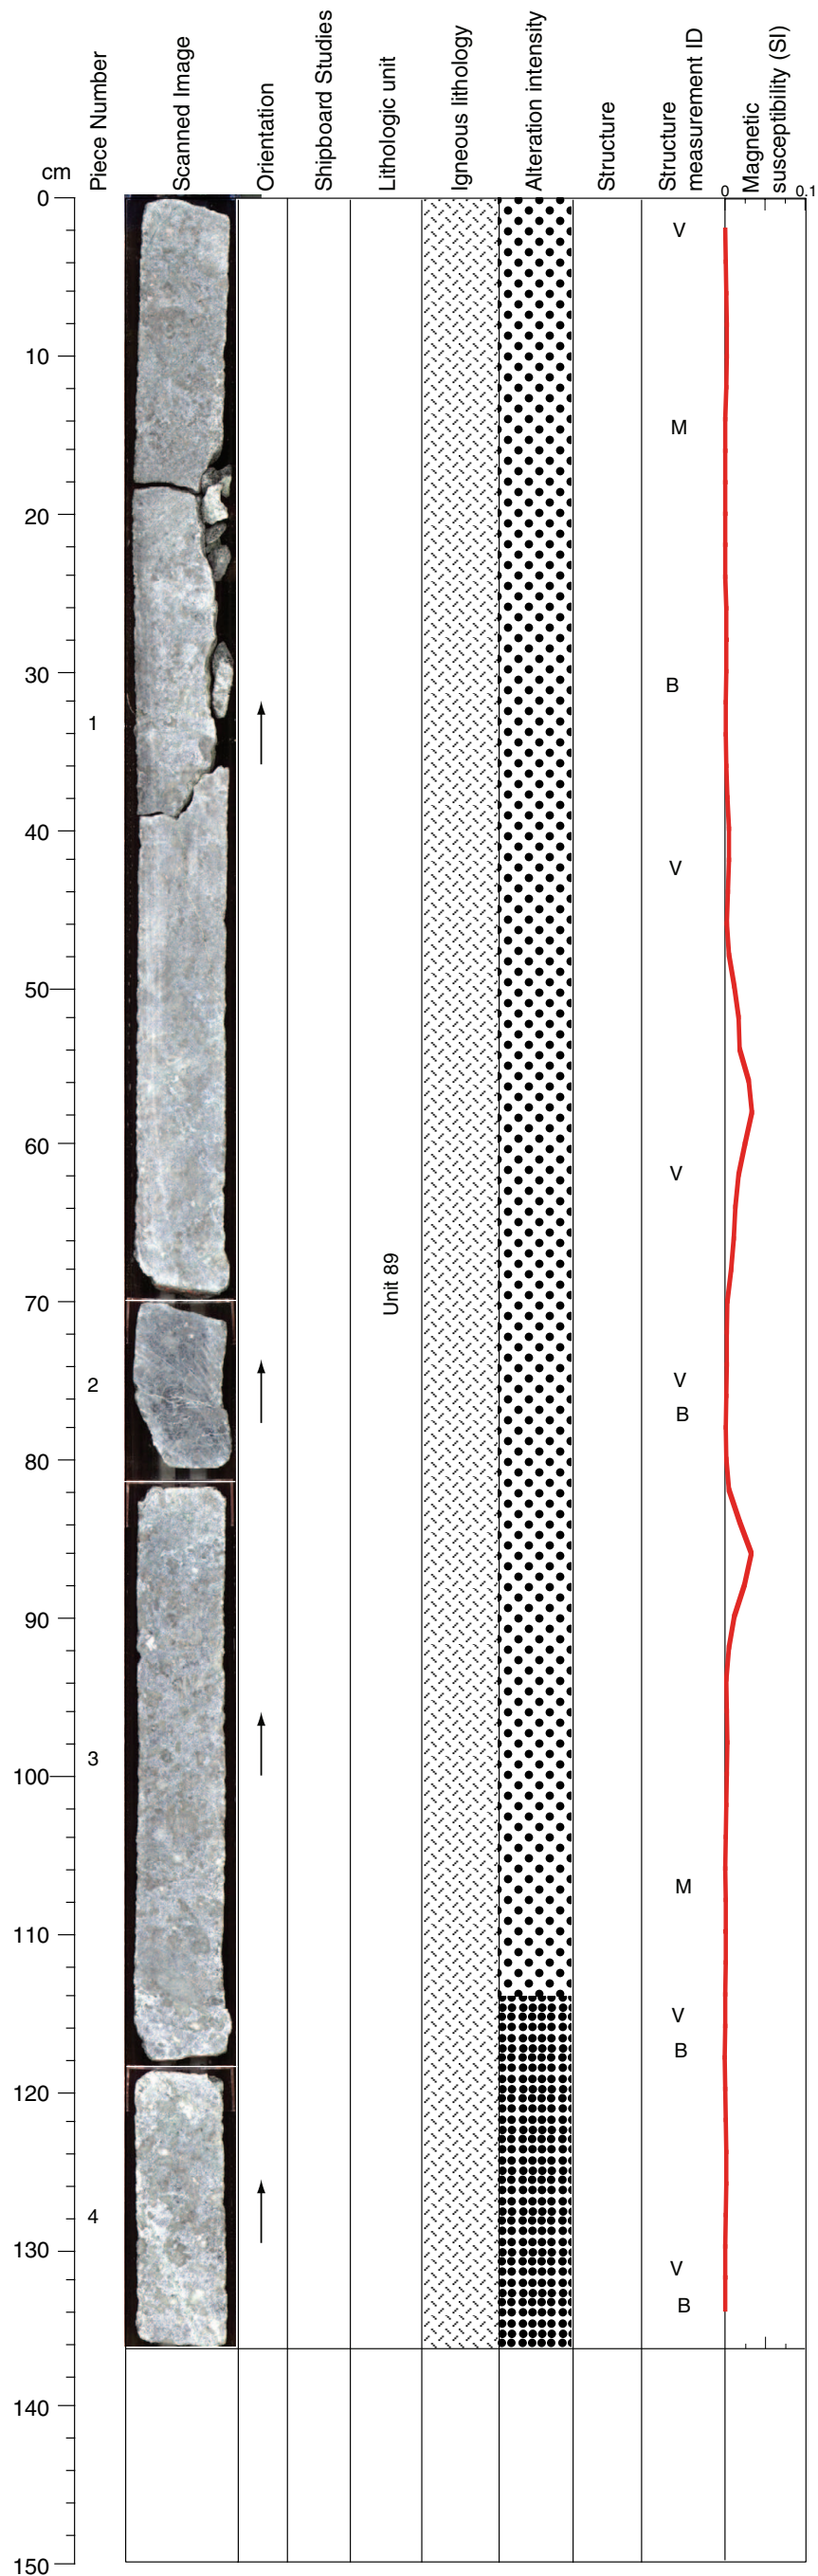 cm
Piece Number
Scanned Image
Orientation
Shipboard Studies
Lithologic unit
Igneous lithology
Alteration intensity
Structure
Structure
measurement ID
Magnetic
susceptibility (SI)
0 0.1
0
V
10
M
20
30
B
1
40
V
50
60
V
Unit 89
70
2
V
B
80
90
3
100
M
110
V
B
120
4
130
V
B
140
150